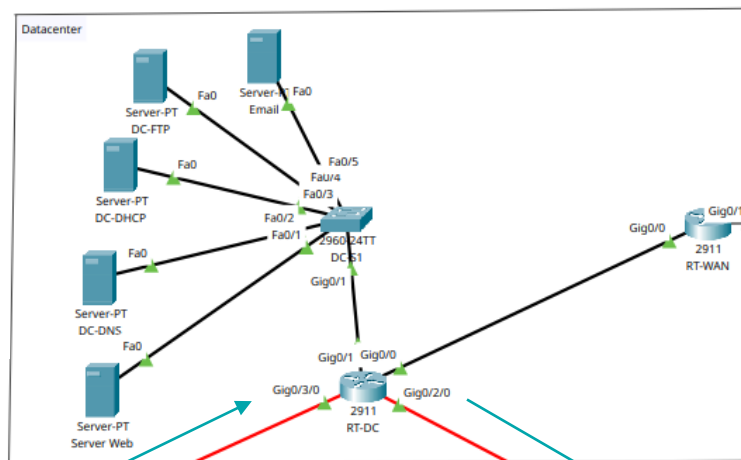 Datacenter
Server-PT
Email
Fa0
Server-PT
DC-FTP
Fa0
Server-PT
DC-DHCP
Fa0
Fa0/5
Fa0/4
Fa0/3
Fa0/2
Fa0/1
2960-24TT
DC-S1
Gig0/1
Server-PT
DC-DNS
Fa0
Server-PT
Server Web
Fa0
Gig0/1
Gig0/0
Gig0/3/0
Gig0/2/0
2911
RT-DC
Gig0/0
Gig0/1
2911
RT-WAN